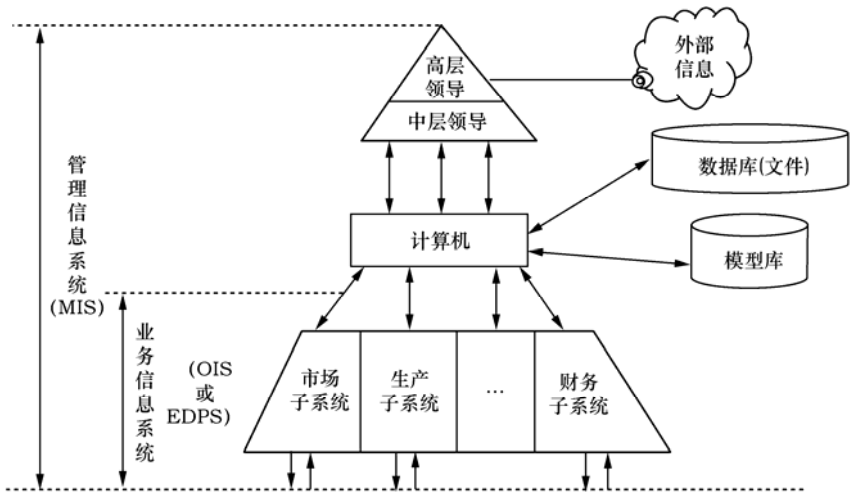 高层
领导
中层领导
外部
信息
数据库(文件)
计算机
模型库
管理信息系统
(MIS)
业务信息系统
(OIS
或
EDPS)
市场
子系统
生产
子系统
…
财务
子系统